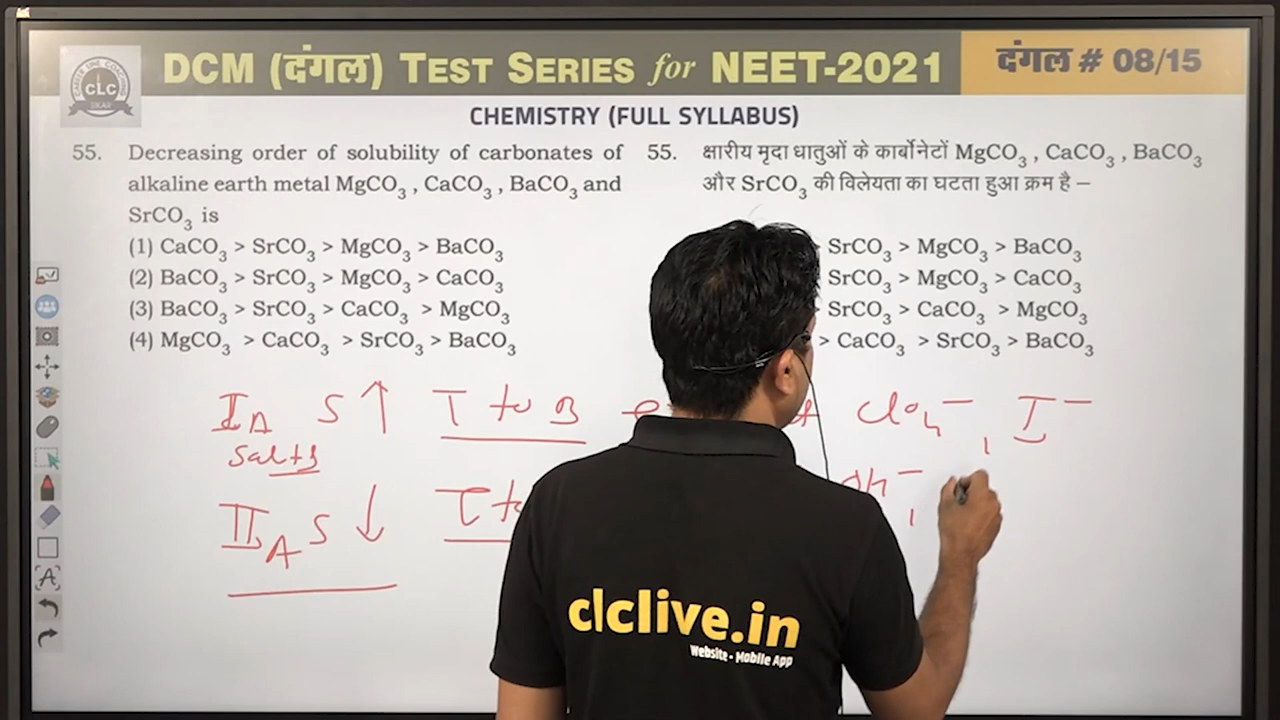 DCM (दंगल) TEST SERIES for NEET-2021
दंगल # 08/15
CLC
CHEMISTRY (FULL SYLLABUS)
55. Decreasing order of solubility of carbonates of
alkaline earth metal MgCO₃ , CaCO₃ , BaCO₃ and
SrCO₃ is
(1) CaCO₃ > SrCO₃ > MgCO₃ > BaCO₃
(2) BaCO₃ > SrCO₃ > MgCO₃ > CaCO₃
(3) BaCO₃ > SrCO₃ > CaCO₃ > MgCO₃
(4) MgCO₃ > CaCO₃ > SrCO₃ > BaCO₃
55. क्षारीय मृदा धातुओं के कार्बोनेटों MgCO₃ , CaCO₃ , BaCO₃
और SrCO₃ की विलेयता का घटता हुआ क्रम है –
SrCO₃ > MgCO₃ > BaCO₃
SrCO₃ > MgCO₃ > CaCO₃
SrCO₃ > CaCO₃ > MgCO₃
> CaCO₃ > SrCO₃ > BaCO₃
I A S ↑ T to B ClO₄⁻ , I⁻
Salts
II A S ↓ T to
clclive.in
Website • Mobile App